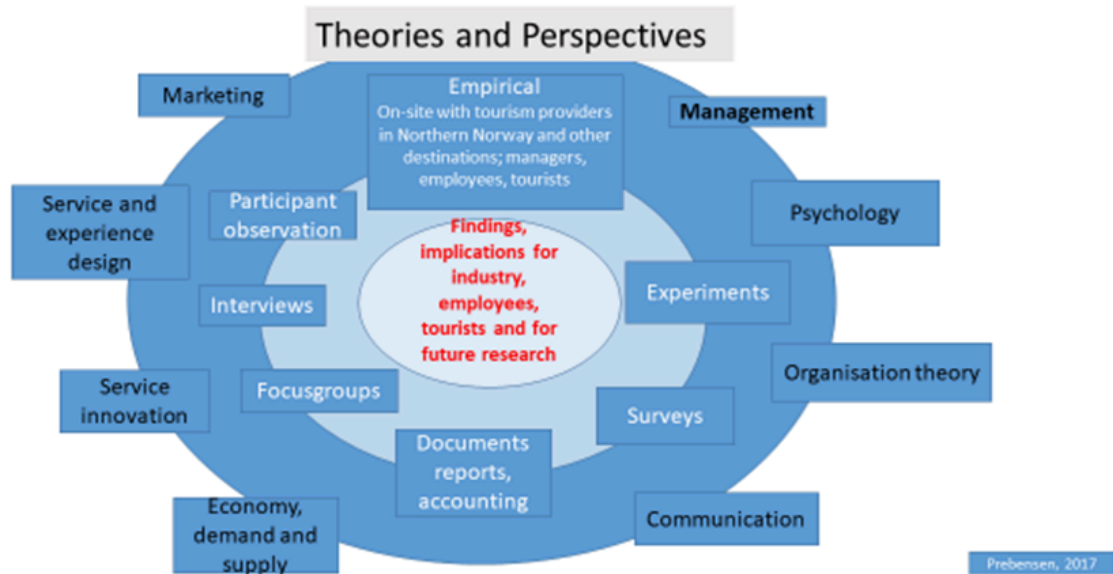 Theories and Perspectives
Marketing
Empirical
On-site with tourism providers
in Northern Norway and other
destinations; managers,
employees, tourists
Management
Service and
experience
design
Participant
observation
Psychology
Findings,
implications for
industry,
employees,
tourists and for
future research
Interviews
Experiments
Service
innovation
Focusgroups
Surveys
Organisation theory
Documents
reports,
accounting
Economy,
demand and
supply
Communication
Prebensen, 2017